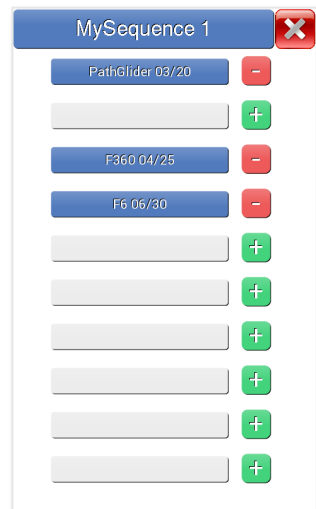 MySequence 1
PathGlider 03/20
-
+
F360 04/25
-
F6 06/30
-
+
+
+
+
+
+